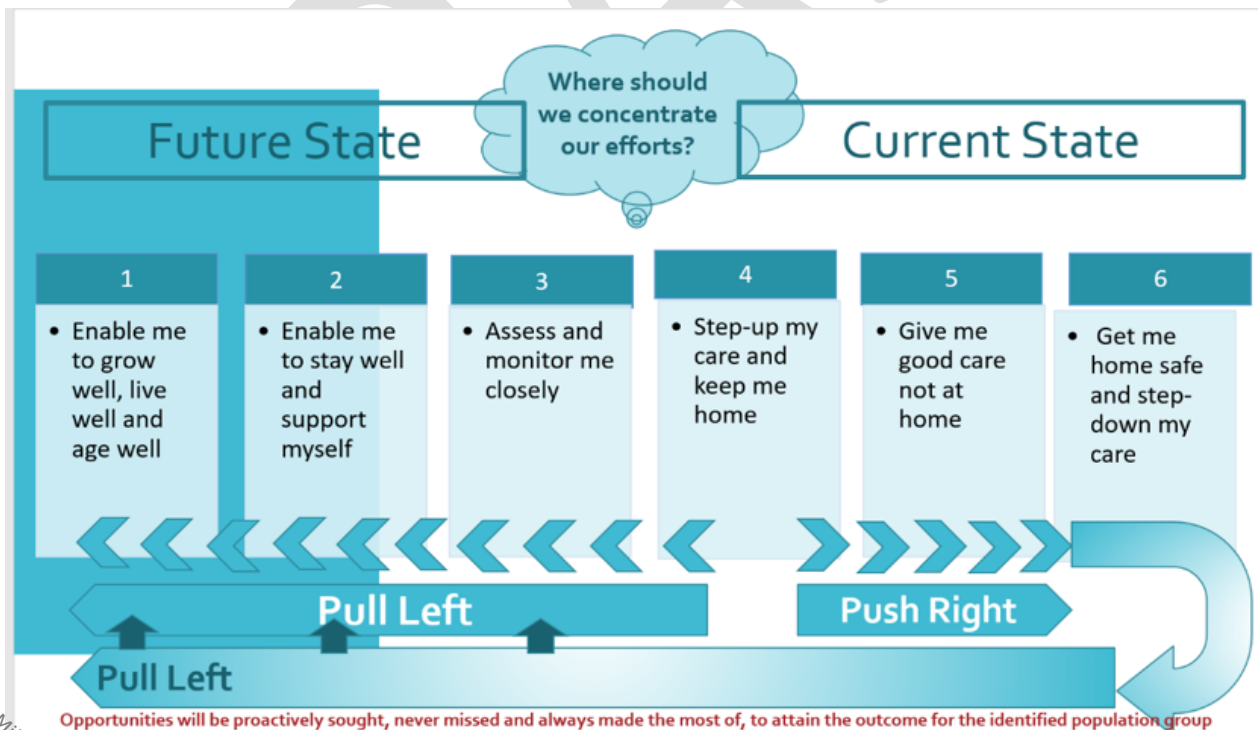 Where should
we concentrate
our efforts?
Future State
Current State
1
2
3
4
5
6
• Enable me
to grow
well, live
well and
age well
• Enable me
to stay well
and
support
myself
• Assess and
monitor me
closely
• Step-up my
care and
keep me
home
• Give me
good care
not at
home
• Get me
home safe
and step-
down my
care
Pull Left
Push Right
Pull Left
Opportunities will be proactively sought, never missed and always made the most of, to attain the outcome for the identified population group